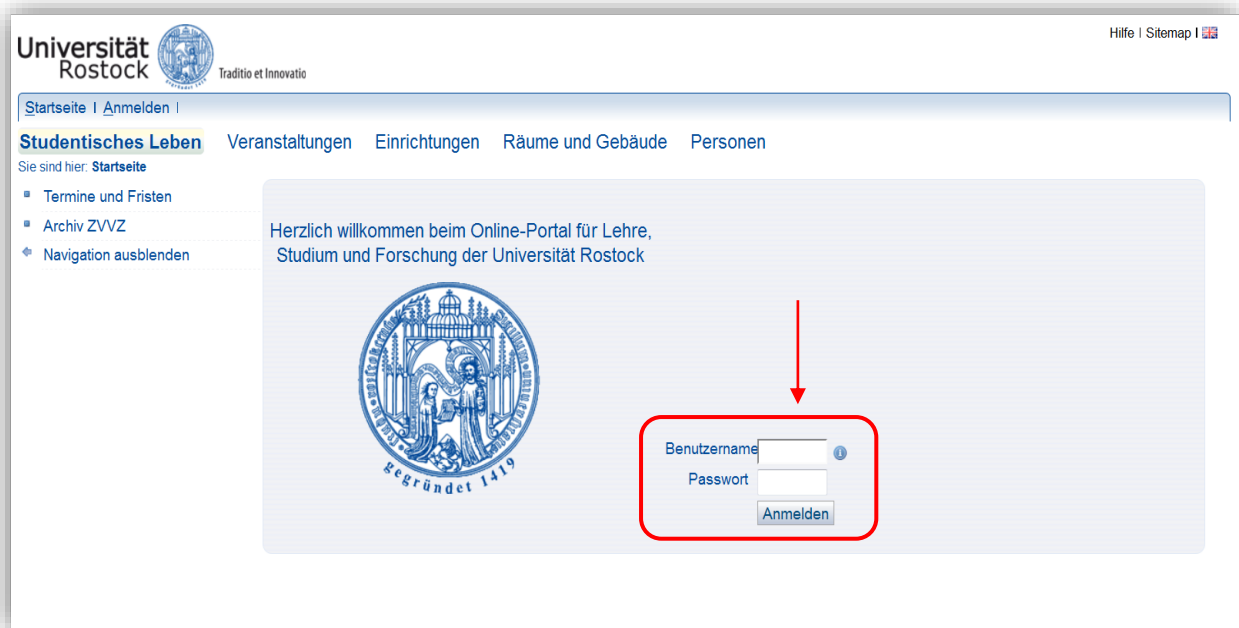 Universität
Rostock
Traditio et Innovatio
Hilfe | Sitemap |
Startseite | Anmelden |
Studentisches Leben Veranstaltungen Einrichtungen Räume und Gebäude Personen
Sie sind hier: Startseite
Termine und Fristen
Archiv ZVVZ
Navigation ausblenden
Herzlich willkommen beim Online-Portal für Lehre,
Studium und Forschung der Universität Rostock
gegründet 1419
Benutzername
Passwort
Anmelden